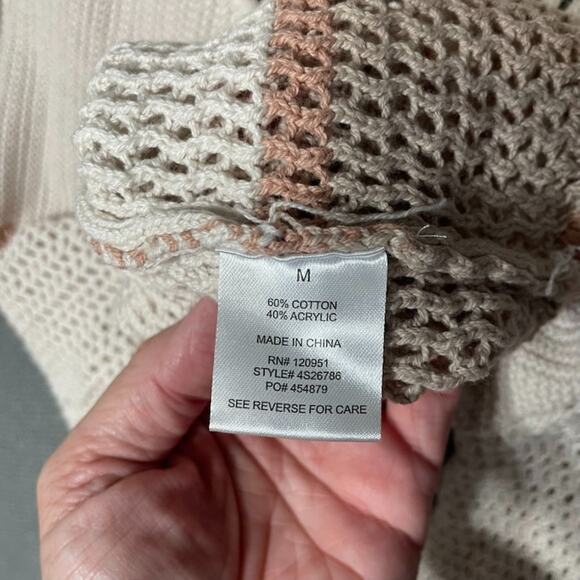 M
60% COTTON
40% ACRYLIC
MADE IN CHINA
RN# 120951
STYLE# 4S26786
PO# 454879
SEE REVERSE FOR CARE